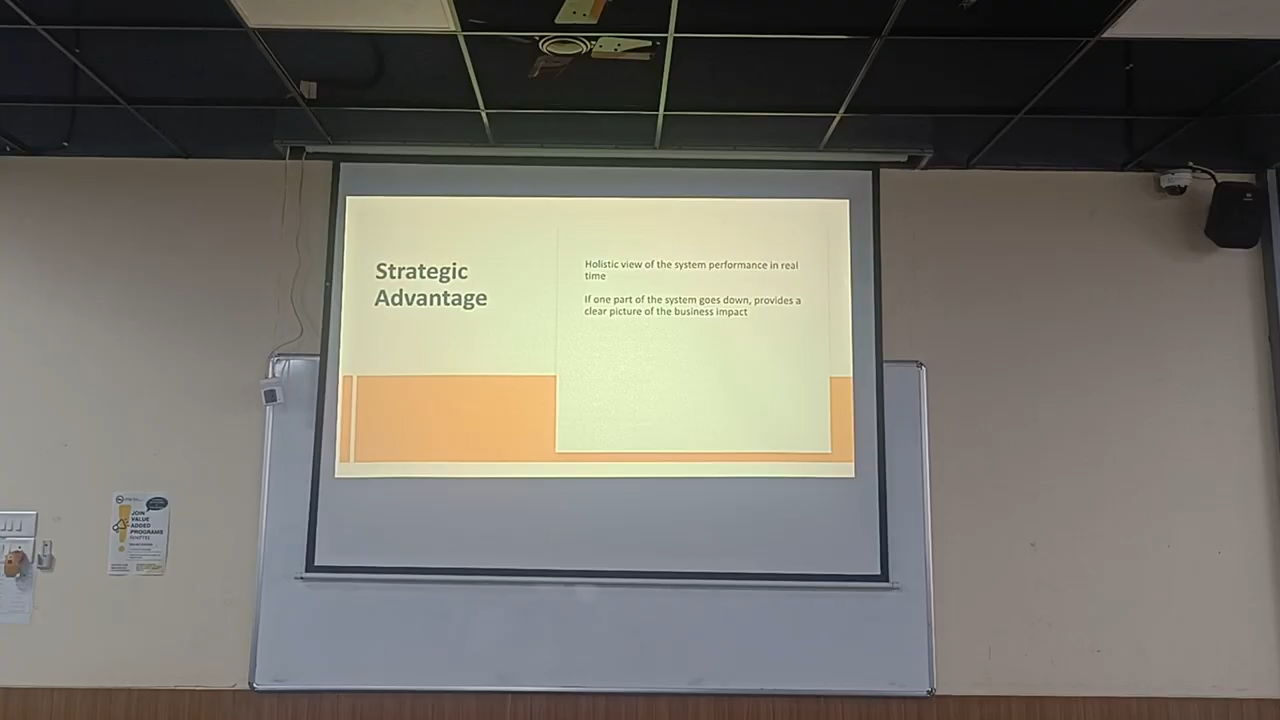 Strategic
Advantage
Holistic view of the system performance in real
time
If one part of the system goes down, provides a
clear picture of the business impact
JOIN
VALUE
ADDED
PROGRAMS